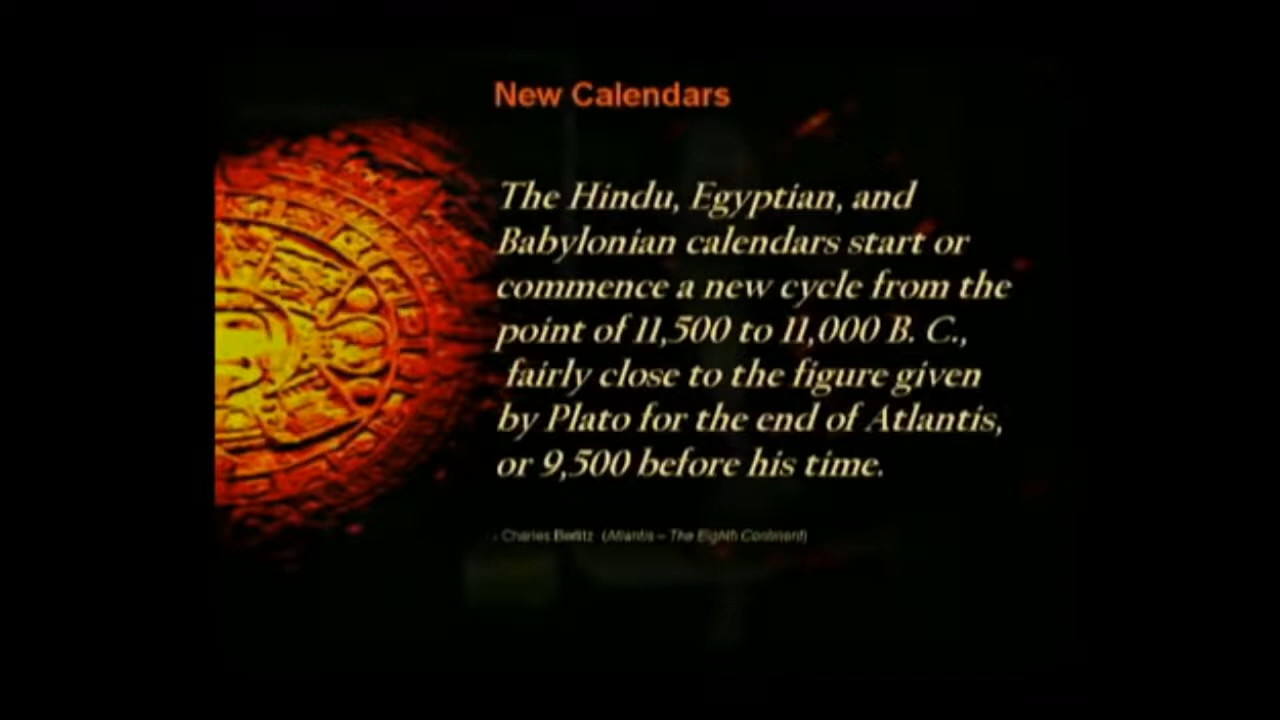 New Calendars
The Hindu, Egyptian, and
Babylonian calendars start or
commence a new cycle from the
point of 11,500 to 11,000 B. C.,
fairly close to the figure given
by Plato for the end of Atlantis,
or 9,500 before his time.
- Charles Berlitz (Atlantis – The Eighth Continent)